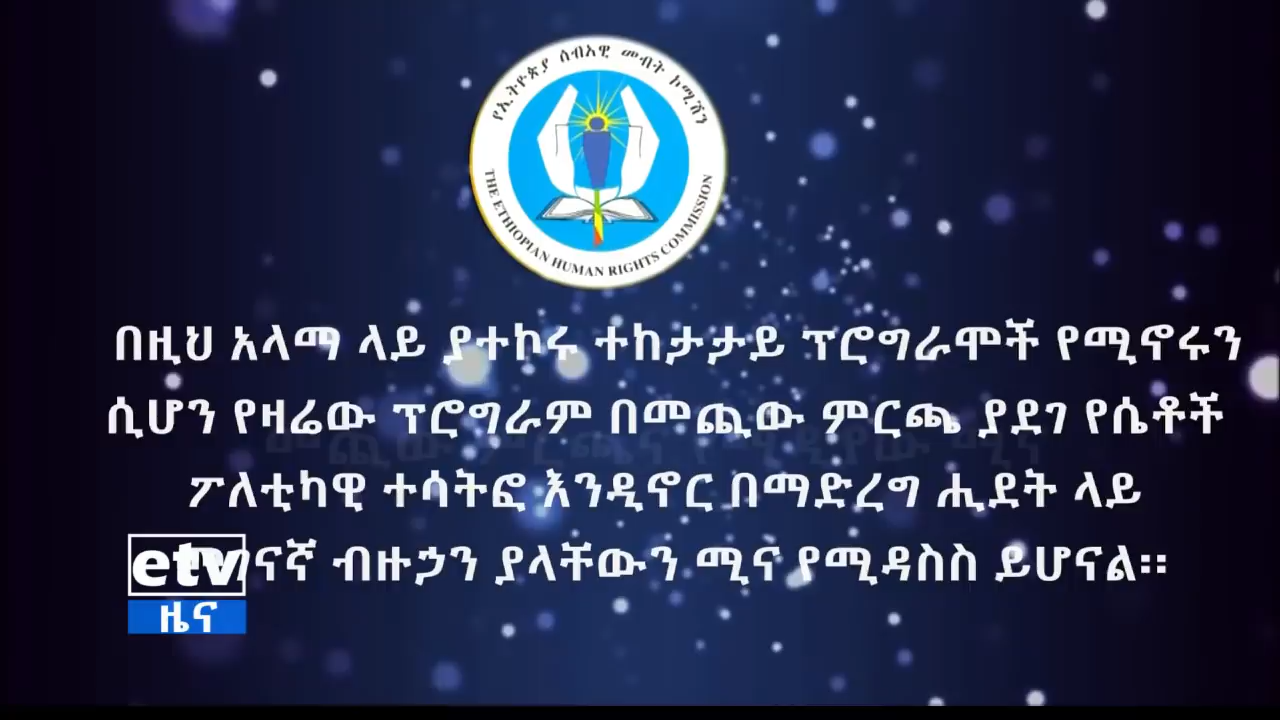 የኢትዮጵያ ሰብአዊ መብት ኮሚሽን
THE ETHIOPIAN HUMAN RIGHTS COMMISSION
በዚህ አላማ ላይ ያተኮሩ ተከታታይ ፕሮግራሞች የሚኖሩን
ሲሆን የዛሬው ፕሮግራም በመጪው ምርጫ ያደገ የሴቶች
ፖለቲካዊ ተሳትፎ እንዲኖር በማድረግ ሒደት ላይ
ብዙኃን ያላቸውን ሚና የሚዳስስ ይሆናል።
etv
ዜና